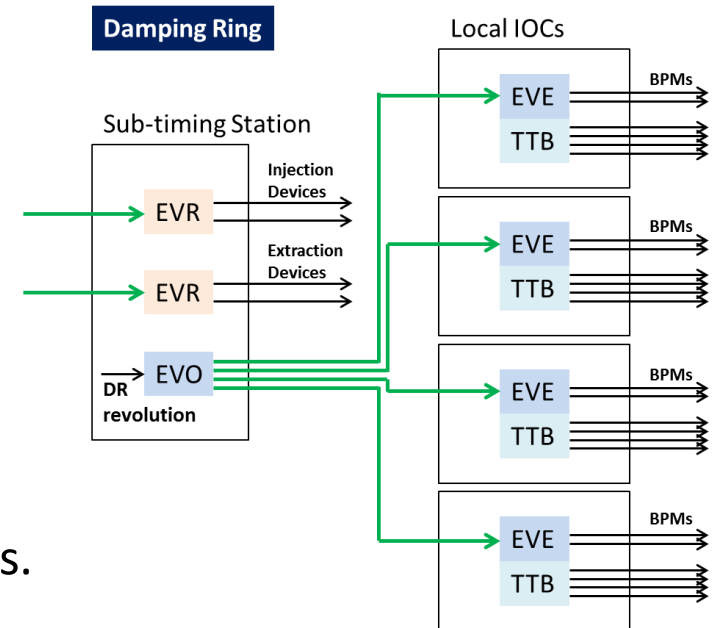 Damping Ring
Local IOCs
Sub-timing Station
EVR
Injection
Devices
EVR
Extraction
Devices
EVO
DR
revolution
EVE
TTB
BPMs
EVE
TTB
BPMs
EVE
TTB
BPMs
EVE
TTB
BPMs
s.